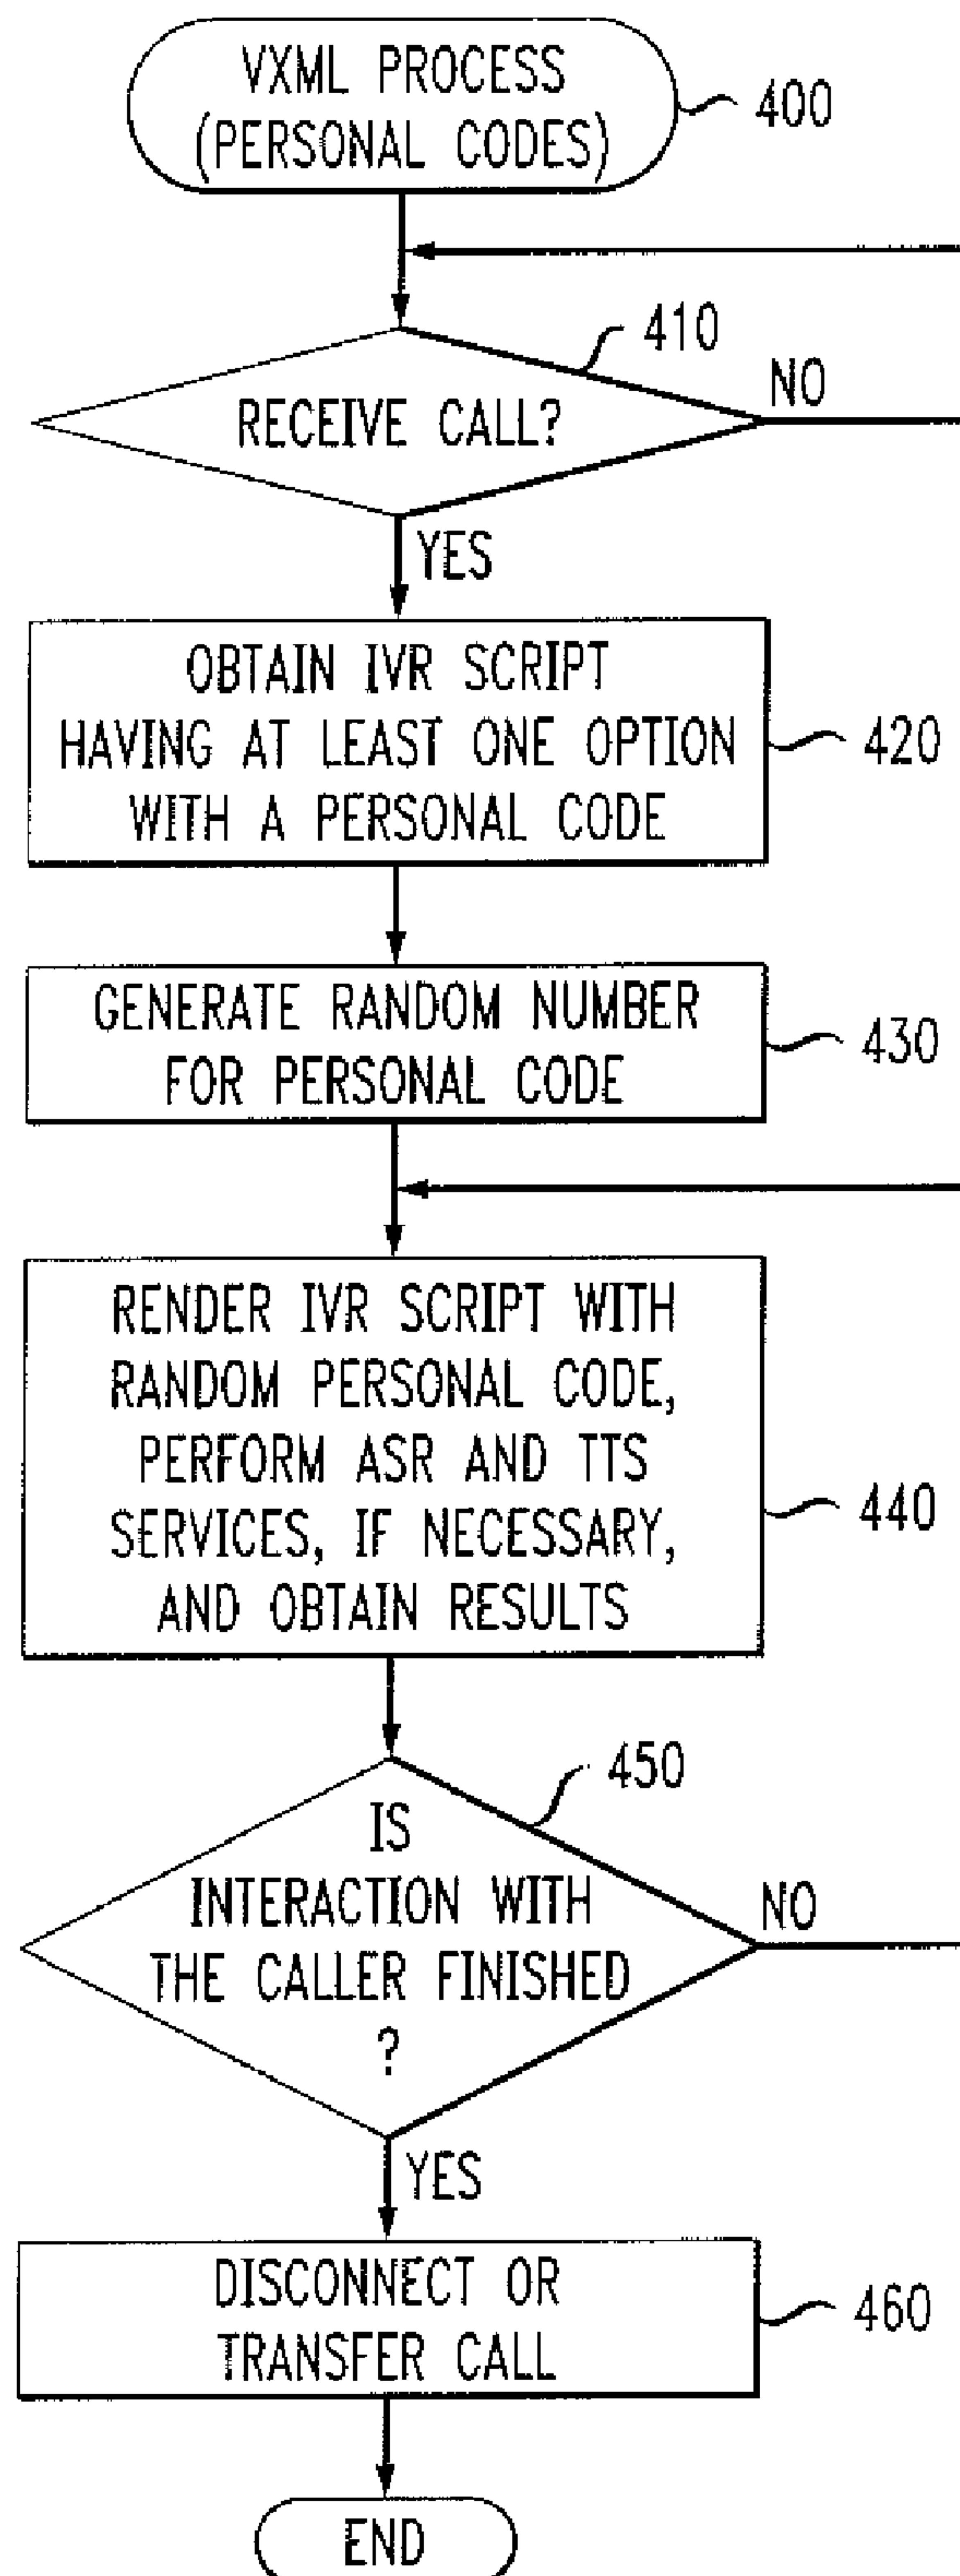 VXML PROCESS
(PERSONAL CODES)
400
410
RECEIVE CALL?
NO
YES
OBTAIN IVR SCRIPT
HAVING AT LEAST ONE OPTION
WITH A PERSONAL CODE
420
GENERATE RANDOM NUMBER
FOR PERSONAL CODE
430
RENDER IVR SCRIPT WITH
RANDOM PERSONAL CODE,
PERFORM ASR AND TTS
SERVICES, IF NECESSARY,
AND OBTAIN RESULTS
440
450
IS
INTERACTION WITH
THE CALLER FINISHED
?
NO
YES
DISCONNECT OR
TRANSFER CALL
460
END